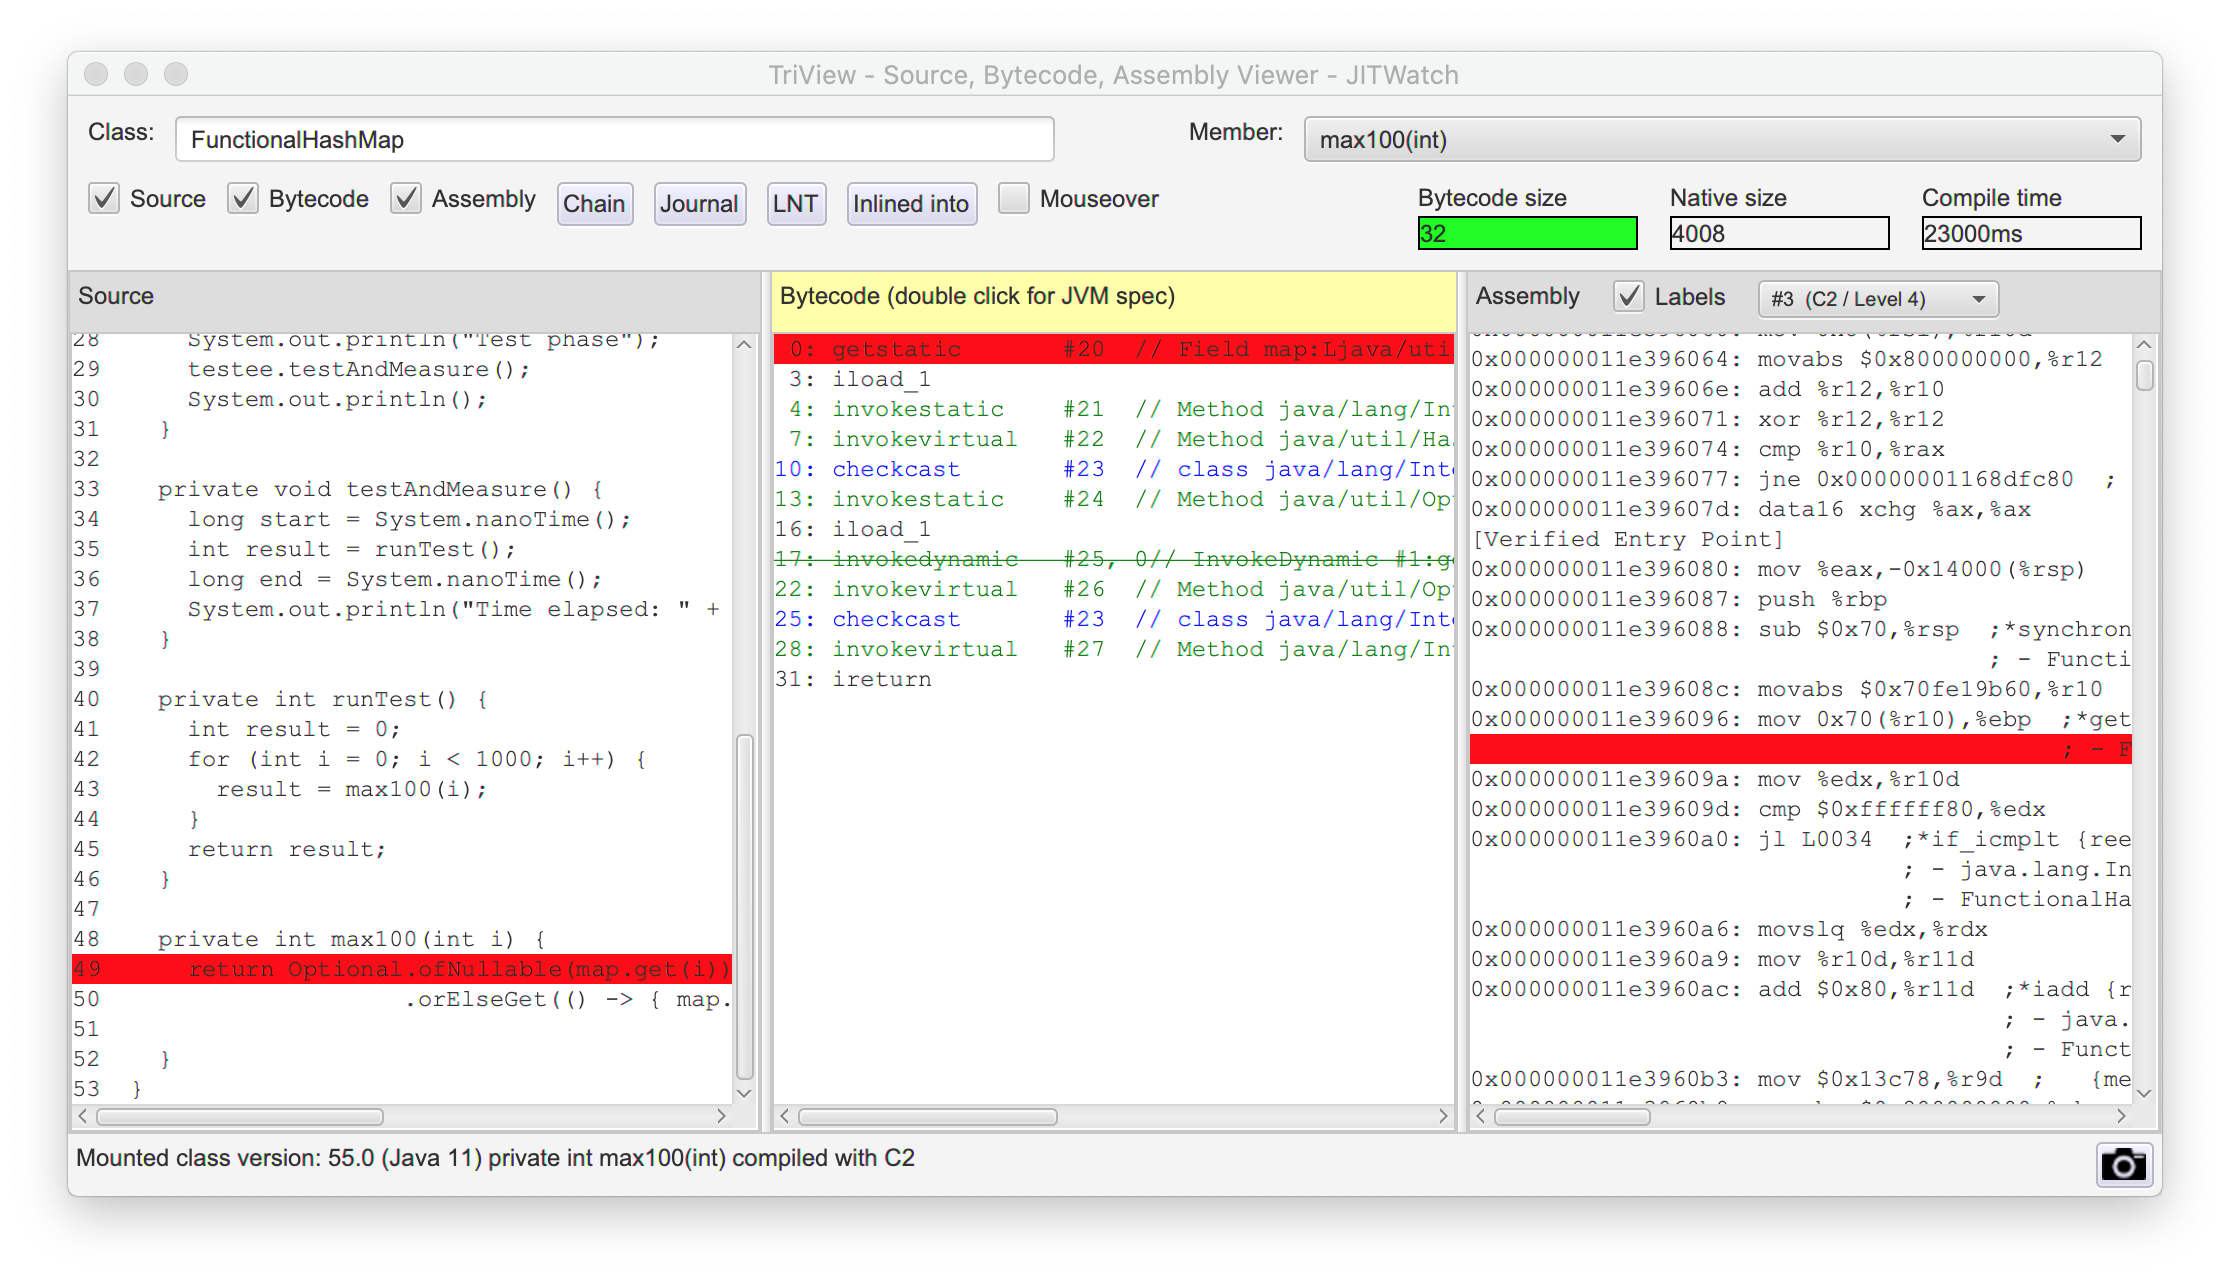 TriView - Source, Bytecode, Assembly Viewer - JITWatch
Class: FunctionalHashMap Member: max100(int)
Source Bytecode Assembly Chain Journal LNT Inlined into Mouseover
Bytecode size Native size Compile time
32 4008 23000ms
Source
28 System.out.println("Test phase");
29 testee.testAndMeasure();
30 System.out.println();
31 }
32
33 private void testAndMeasure() {
34 long start = System.nanoTime();
35 int result = runTest();
36 long end = System.nanoTime();
37 System.out.println("Time elapsed: " +
38 }
39
40 private int runTest() {
41 int result = 0;
42 for (int i = 0; i < 1000; i++) {
43 result = max100(i);
44 }
45 return result;
46 }
47
48 private int max100(int i) {
49 return Optional.ofNullable(map.get(i))
50 .orElseGet(() -> { map.
51
52 }
53 }
Bytecode (double click for JVM spec)
0: getstatic #20 // Field map:Ljava/uti
3: iload_1
4: invokestatic #21 // Method java/lang/In
7: invokevirtual #22 // Method java/util/Ha
10: checkcast #23 // class java/lang/Inte
13: invokestatic #24 // Method java/util/Op
16: iload_1
17: invokedynamic #25, 0// InvokeDynamic #1:ge
22: invokevirtual #26 // Method java/util/Op
25: checkcast #23 // class java/lang/Inte
28: invokevirtual #27 // Method java/lang/In
31: ireturn
Assembly Labels #3 (C2 / Level 4)
0x000000011e396064: movabs $0x800000000,%r12
0x000000011e39606e: add %r12,%r10
0x000000011e396071: xor %r12,%r12
0x000000011e396074: cmp %r10,%rax
0x000000011e396077: jne 0x00000001168dfc80 ;
0x000000011e39607d: data16 xchg %ax,%ax
[Verified Entry Point]
0x000000011e396080: mov %eax,-0x14000(%rsp)
0x000000011e396087: push %rbp
0x000000011e396088: sub $0x70,%rsp ;*synchron
; - Functi
0x000000011e39608c: movabs $0x70fe19b60,%r10
0x000000011e396096: mov 0x70(%r10),%ebp ;*get
; - F
0x000000011e39609a: mov %edx,%r10d
0x000000011e39609d: cmp $0xffffff80,%edx
0x000000011e3960a0: jl L0034 ;*if_icmplt {ree
; - java.lang.In
; - FunctionalHa
0x000000011e3960a6: movslq %edx,%rdx
0x000000011e3960a9: mov %r10d,%r11d
0x000000011e3960ac: add $0x80,%r11d ;*iadd {r
; - java.
; - Funct
0x000000011e3960b3: mov $0x13c78,%r9d ; {me
Mounted class version: 55.0 (Java 11) private int max100(int) compiled with C2